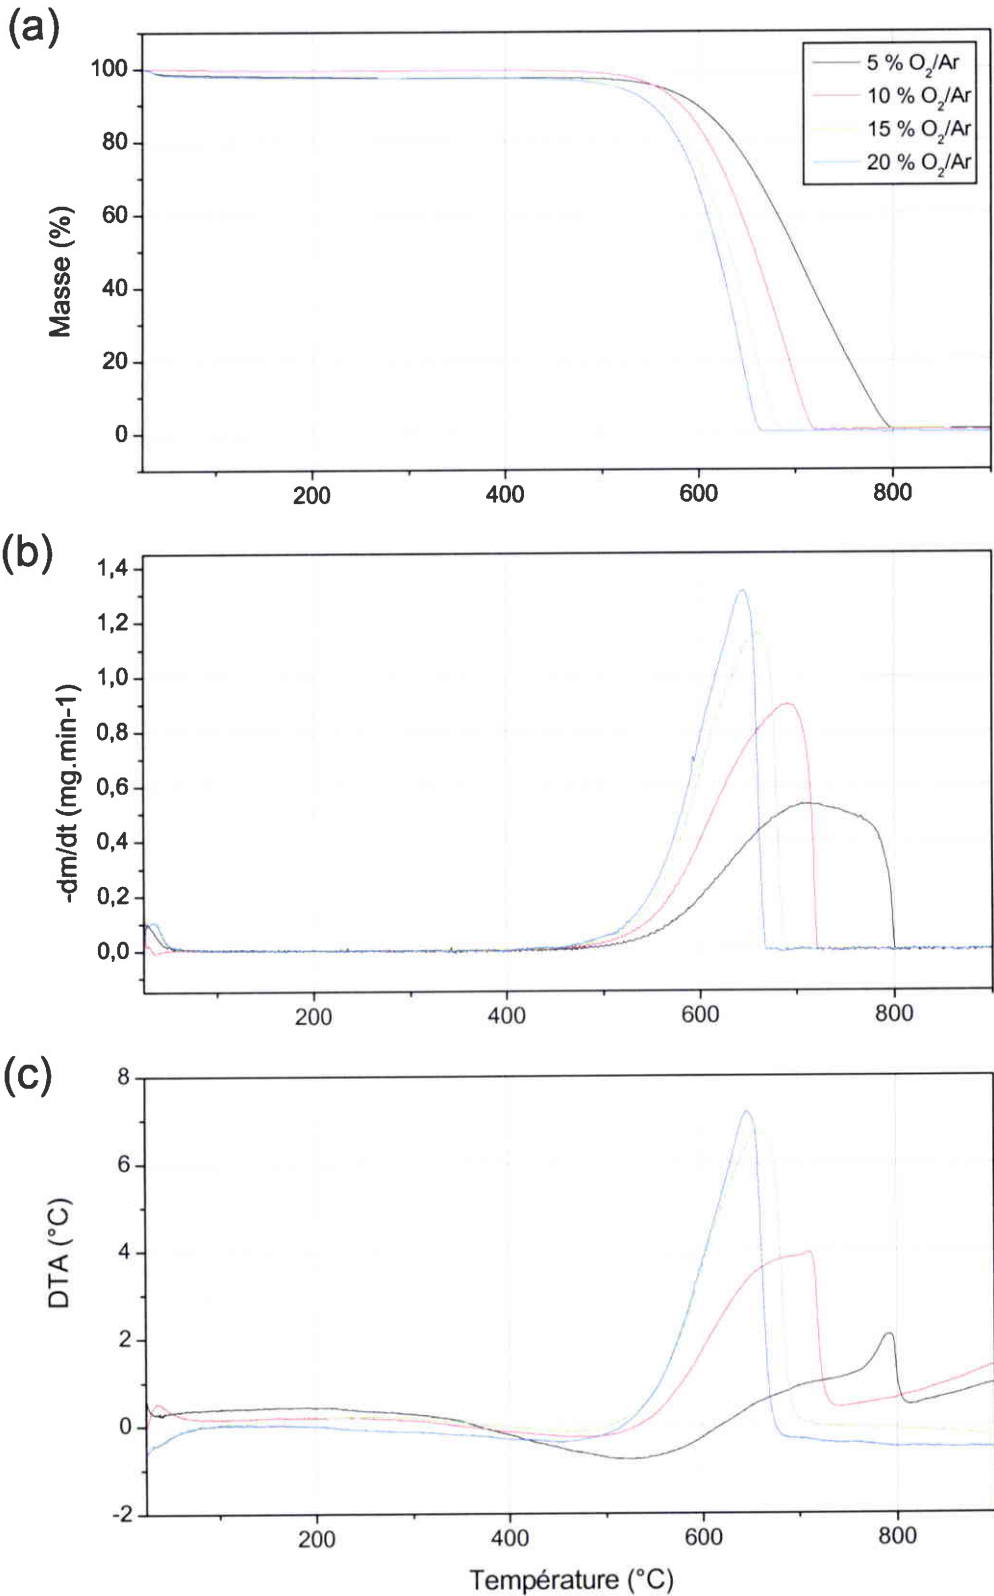 (a)
5 % O₂/Ar
10 % O₂/Ar
15 % O₂/Ar
20 % O₂/Ar
100
80
60
40
20
0
Masse (%)
200
400
600
800
(b)
1,4
1,2
1,0
0,8
0,6
0,4
0,2
0,0
-dm/dt (mg.min-1)
200
400
600
800
(c)
8
6
4
2
0
-2
DTA (°C)
200
400
600
800
Température (°C)